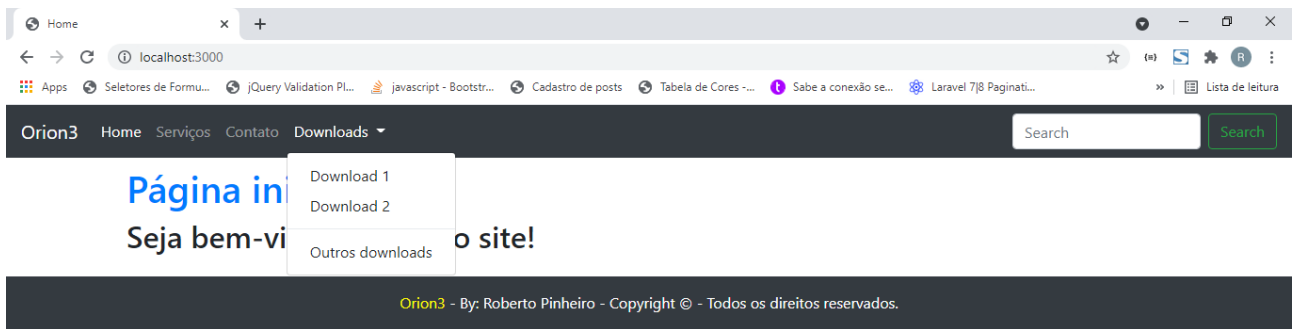 Home
localhost:3000
Apps Seletores de Formu... jQuery Validation Pl... javascript - Bootstr... Cadastro de posts Tabela de Cores -... Sabe a conexão se... Laravel 7|8 Paginati... » Lista de leitura
Orion3 Home Serviços Contato Downloads Search Search
Download 1
Página ini
Download 2
Seja bem-vi o site!
Outros downloads
Orion3 - By: Roberto Pinheiro - Copyright © - Todos os direitos reservados.